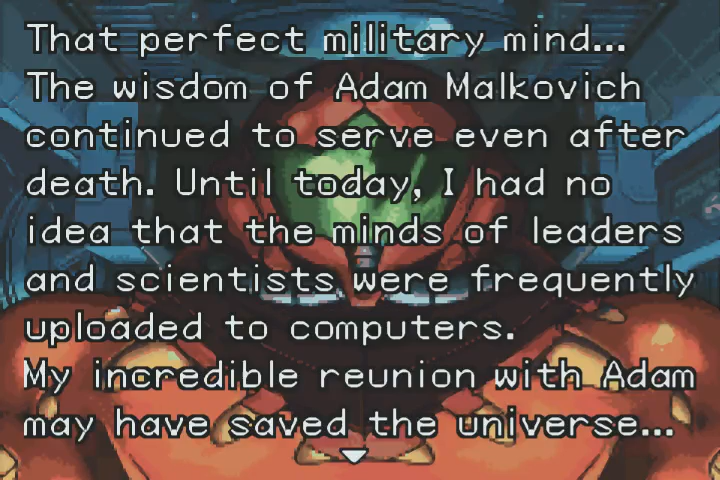 That perfect military mind...
The wisdom of Adam Malkovich
continued to serve even after
death. Until today, I had no
idea that the minds of leaders
and scientists were frequently
uploaded to computers.
My incredible reunion with Adam
may have saved the universe...